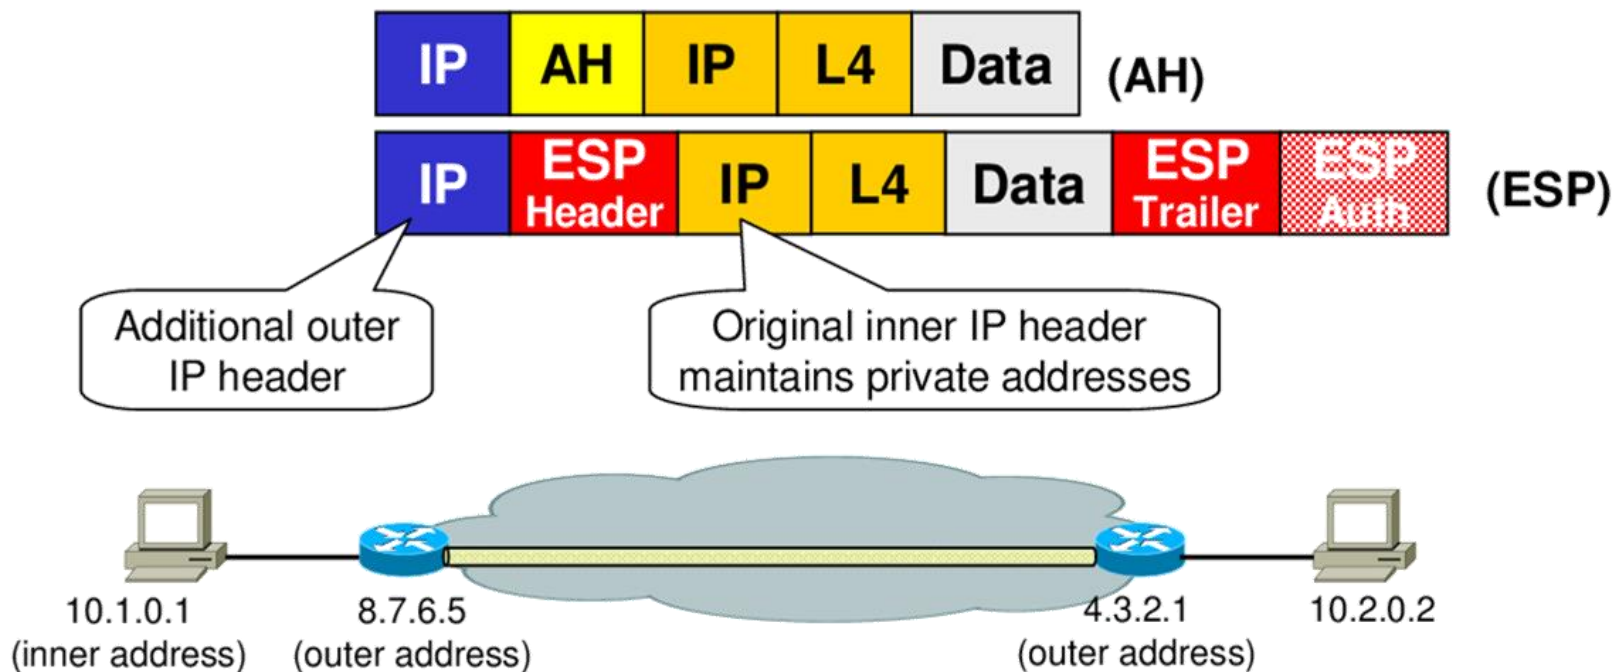 IP AH IP L4 Data (AH)
IP ESP Header IP L4 Data ESP Trailer ESP Auth (ESP)
Additional outer
IP header
Original inner IP header
maintains private addresses
10.1.0.1
(inner address)
8.7.6.5
(outer address)
4.3.2.1
(outer address)
10.2.0.2